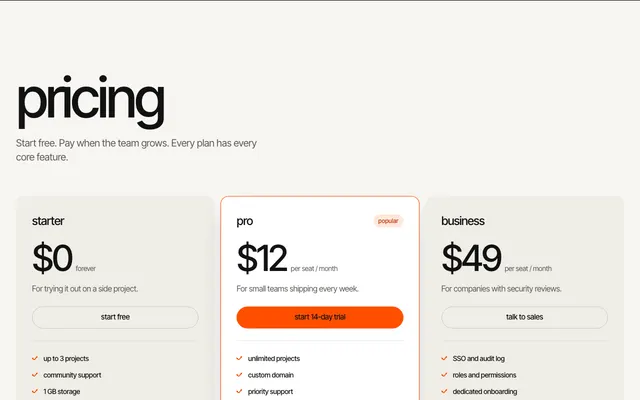 pricing
Start free. Pay when the team grows. Every plan has every
core feature.
starter
$0 forever
For trying it out on a side project.
start free
up to 3 projects
community support
1 GB storage
pro
popular
$12 per seat / month
For small teams shipping every week.
start 14-day trial
unlimited projects
custom domain
priority support
business
$49 per seat / month
For companies with security reviews.
talk to sales
SSO and audit log
roles and permissions
dedicated onboarding